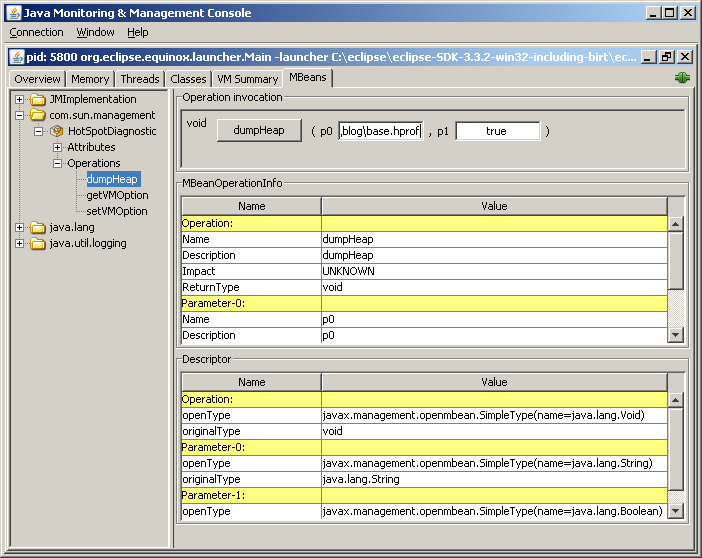 Java Monitoring & Management Console
Connection Window Help
pid: 5800 org.eclipse.equinox.launcher.Main -launcher C:\eclipse\eclipse-SDK-3.3.2-win32-including-birt\ec...
Overview Memory Threads Classes VM Summary MBeans
JMImplementation
com.sun.management
HotSpotDiagnostic
Attributes
Operations
dumpHeap
getVMOption
setVMOption
java.lang
java.util.logging
Operation invocation
void dumpHeap ( p0 .blog\base.hprof , p1 true )
MBeanOperationInfo
Name Value
Operation:
Name dumpHeap
Description dumpHeap
Impact UNKNOWN
ReturnType void
Parameter-0:
Name p0
Description p0
Descriptor
Name Value
Operation:
openType javax.management.openmbean.SimpleType(name=java.lang.Void)
originalType void
Parameter-0:
openType javax.management.openmbean.SimpleType(name=java.lang.String)
originalType java.lang.String
Parameter-1:
openType javax.management.openmbean.SimpleType(name=java.lang.Boolean)